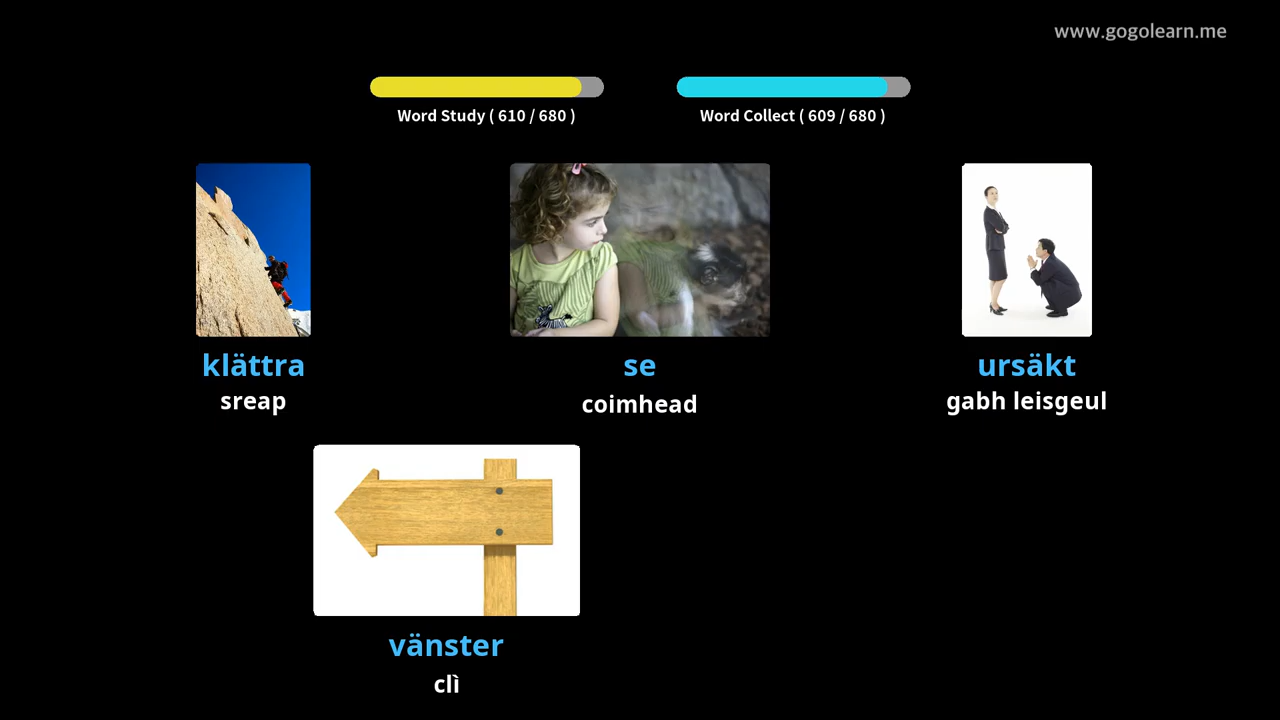 www.gogolearn.me
Word Study ( 610 / 680 )
Word Collect ( 609 / 680 )
klättra
sreap
se
coimhead
ursäkt
gabh leisgeul
vänster
clì